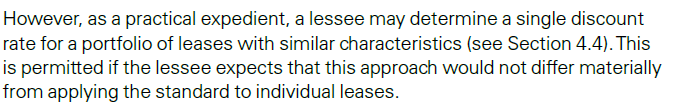 However, as a practical expedient, a lessee may determine a single discount
rate for a portfolio of leases with similar characteristics (see Section 4.4). This
is permitted if the lessee expects that this approach would not differ materially
from applying the standard to individual leases.